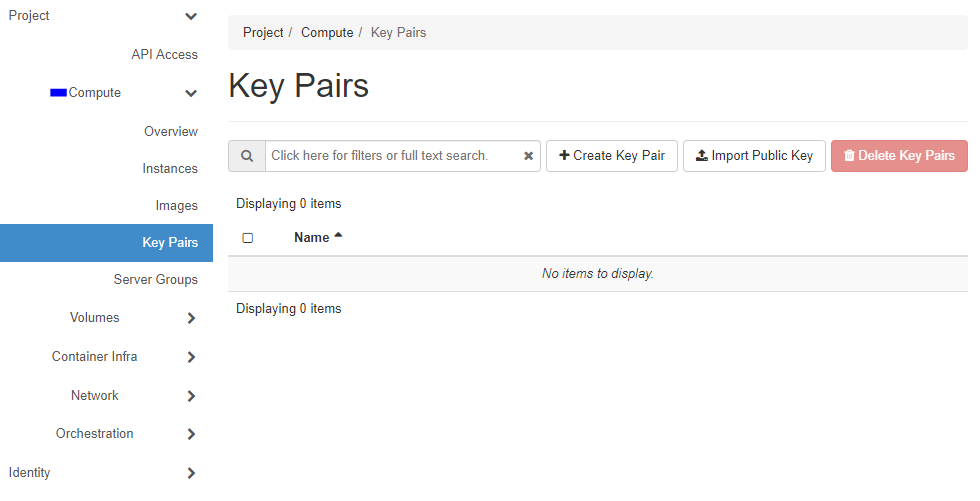 Project
API Access
Compute
Overview
Instances
Images
Key Pairs
Server Groups
Volumes
Container Infra
Network
Orchestration
Identity
Project / Compute / Key Pairs
Key Pairs
Click here for filters or full text search.
Create Key Pair
Import Public Key
Delete Key Pairs
Displaying 0 items
Name
No items to display.
Displaying 0 items